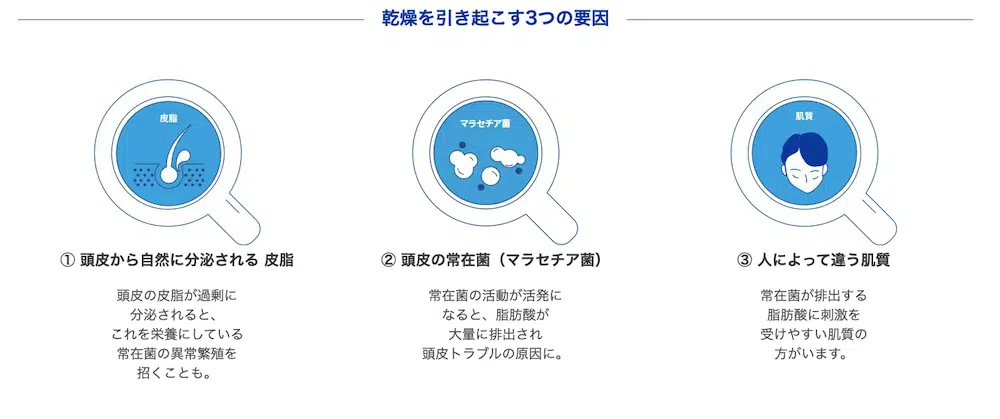 乾燥を引き起こす3つの要因
皮脂
マラセチア菌
肌質
① 頭皮から自然に分泌される 皮脂
頭皮の皮脂が過剰に
分泌されると、
これを栄養にしている
常在菌の異常繁殖を
招くことも。
② 頭皮の常在菌（マラセチア菌）
常在菌の活動が活発に
なると、脂肪酸が
大量に排出され
頭皮トラブルの原因に。
③ 人によって違う肌質
常在菌が排出する
脂肪酸に刺激を
受けやすい肌質の
方がいます。